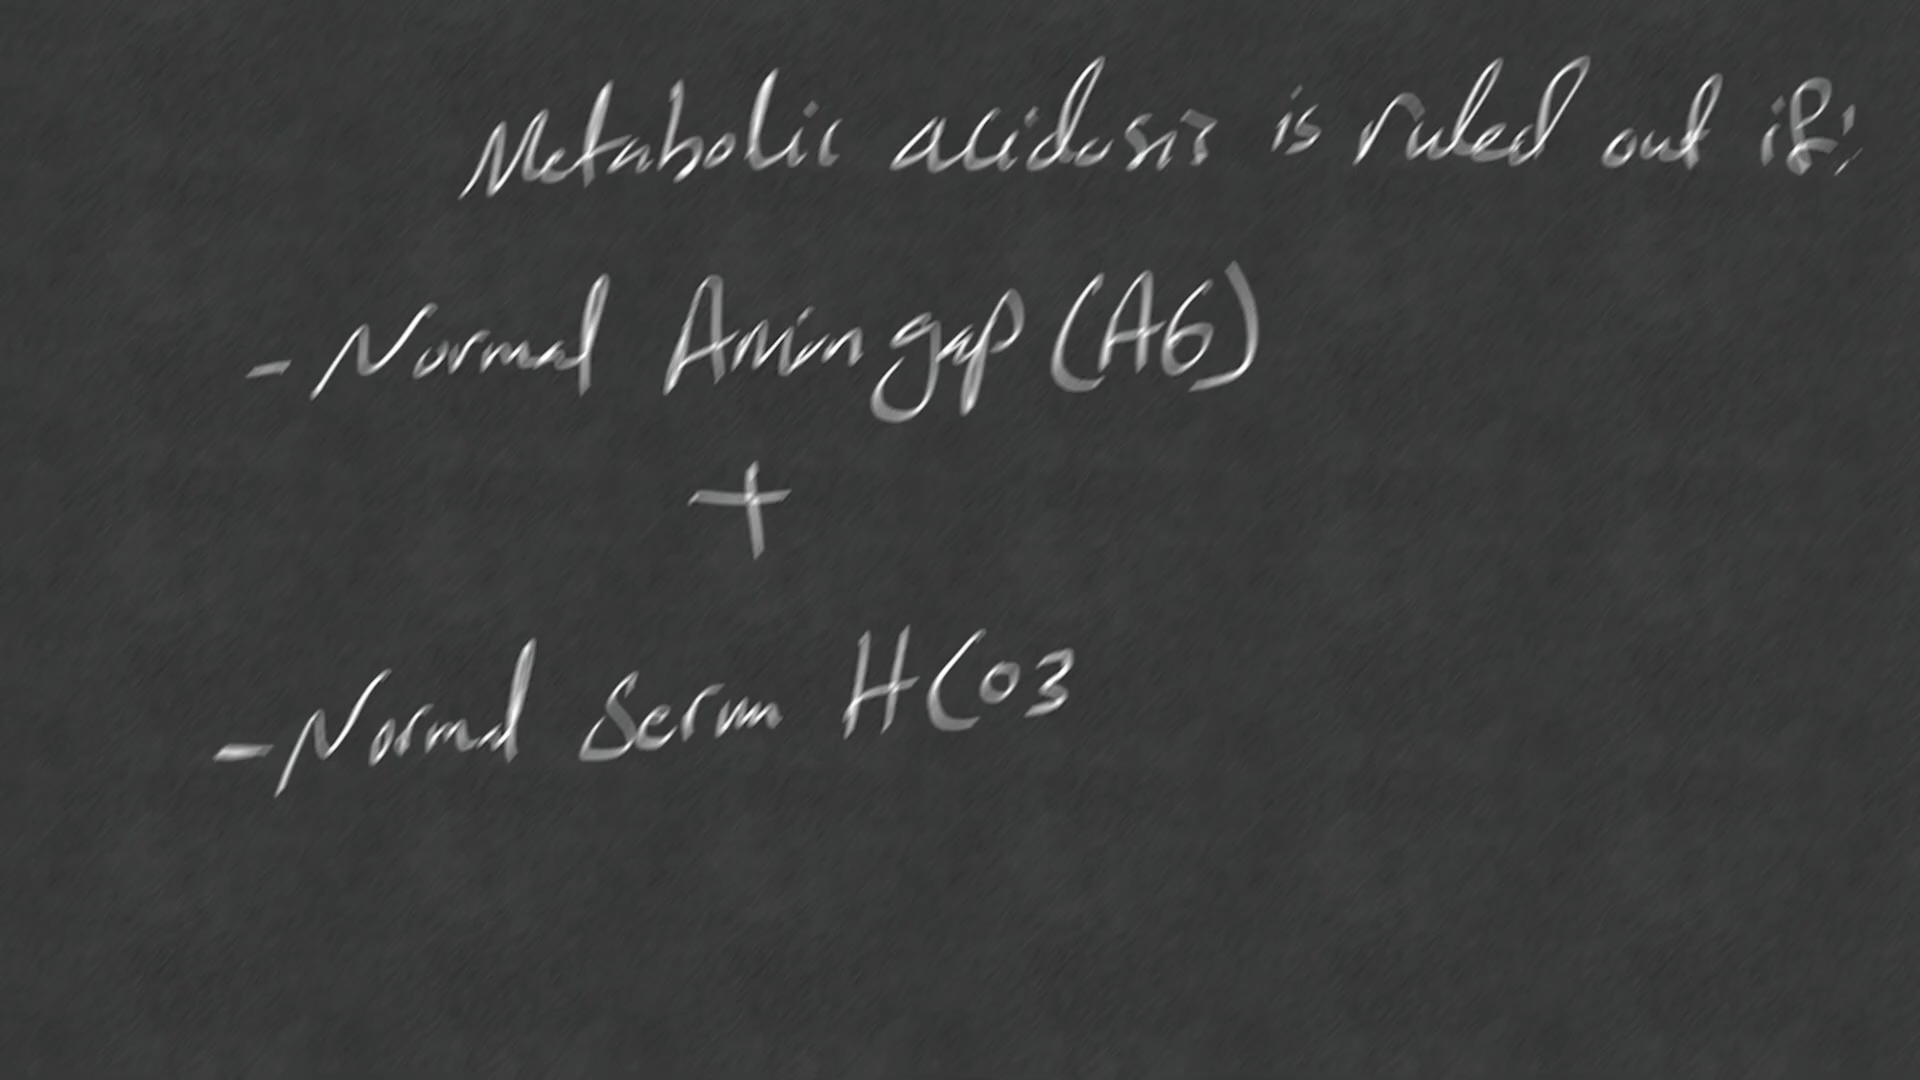 Metabolic acidosis is ruled out if:
- Normal Anion gap (AG)
+
- Normal Serum HCO3